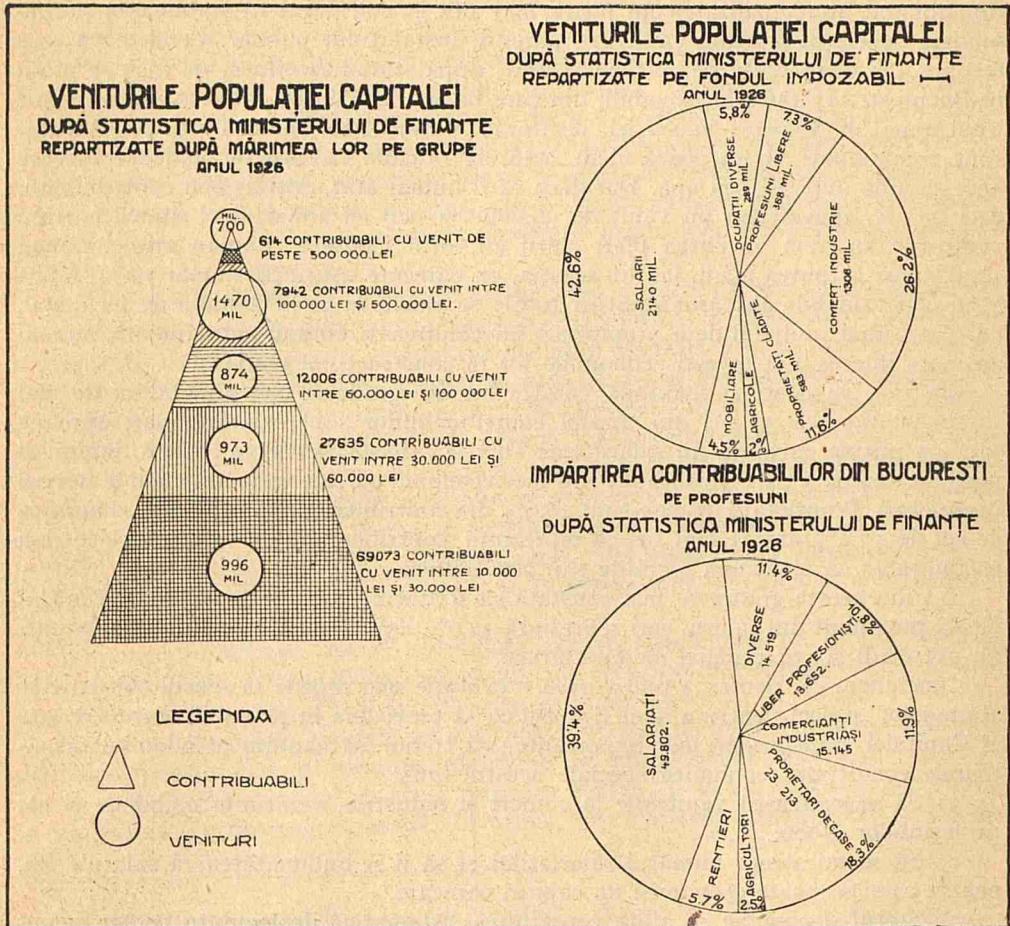 VENITURILE POPULAȚIEI CAPITALEI
DUPĂ STATISTICA MINISTERULUI DE FINANȚE
REPARTIZATE DUPĂ MĂRIMEA LOR PE GRUPE
ANUL 1926
MIL.
700
614 CONTRIBUABILI CU VENIT DE
PESTE 500 000 LEI
1470
MIL
7942 CONTRIBUABILI CU VENIT INTRE
100.000 LEI ȘI 500.000 LEI.
874
MIL.
12006 CONTRIBUABILI CU VENIT
INTRE 60.000 LEI ȘI 100 000 LEI
973
MIL
27635 CONTRIBUABILI CU
VENIT INTRE 30.000 LEI ȘI
60.000 LEI
996
MIL
69073 CONTRIBUABILI
CU VENIT INTRE 10 000
LEI ȘI 30.000 LEI
LEGENDA
CONTRIBUABILI
VENITURI
VENITURILE POPULAȚIEI CAPITALEI
DUPĂ STATISTICA MINISTERULUI DE FINANȚE
REPARTIZATE PE FONDUL IMPOZABIL
ANUL 1926
5,8%
OCUPAȚII DIVERSE
289 MIL.
7.3%
PROFESIUNI LIBERE
368 MIL.
26.2%
COMERT INDUSTRIE
1308 MIL.
11,6%
PROPRIETĂȚI CLĂDITE
583 MIL.
2%
AGRICOLE
4,5%
MOBILIARE
42.6%
SALARII
2140 MIL.
IMPĂRȚIREA CONTRIBUABILILOR DIN BUCURESTI
PE PROFESIUNI
DUPĂ STATISTICA MINISTERULUI DE FINANȚE
ANUL 1926
11.4%
DIVERSE
14 519.
10.8%
LIBER PROFESIONIȘTI
13.652.
11.9%
COMERCIANȚI
INDUSTRIAȘI
15.145
18.3%
PRORIETARI DE CASE
23 213
2.5%
AGRICULTORI
5.7%
RENTIERI
39.4%
SALARIAȚI
49.802.